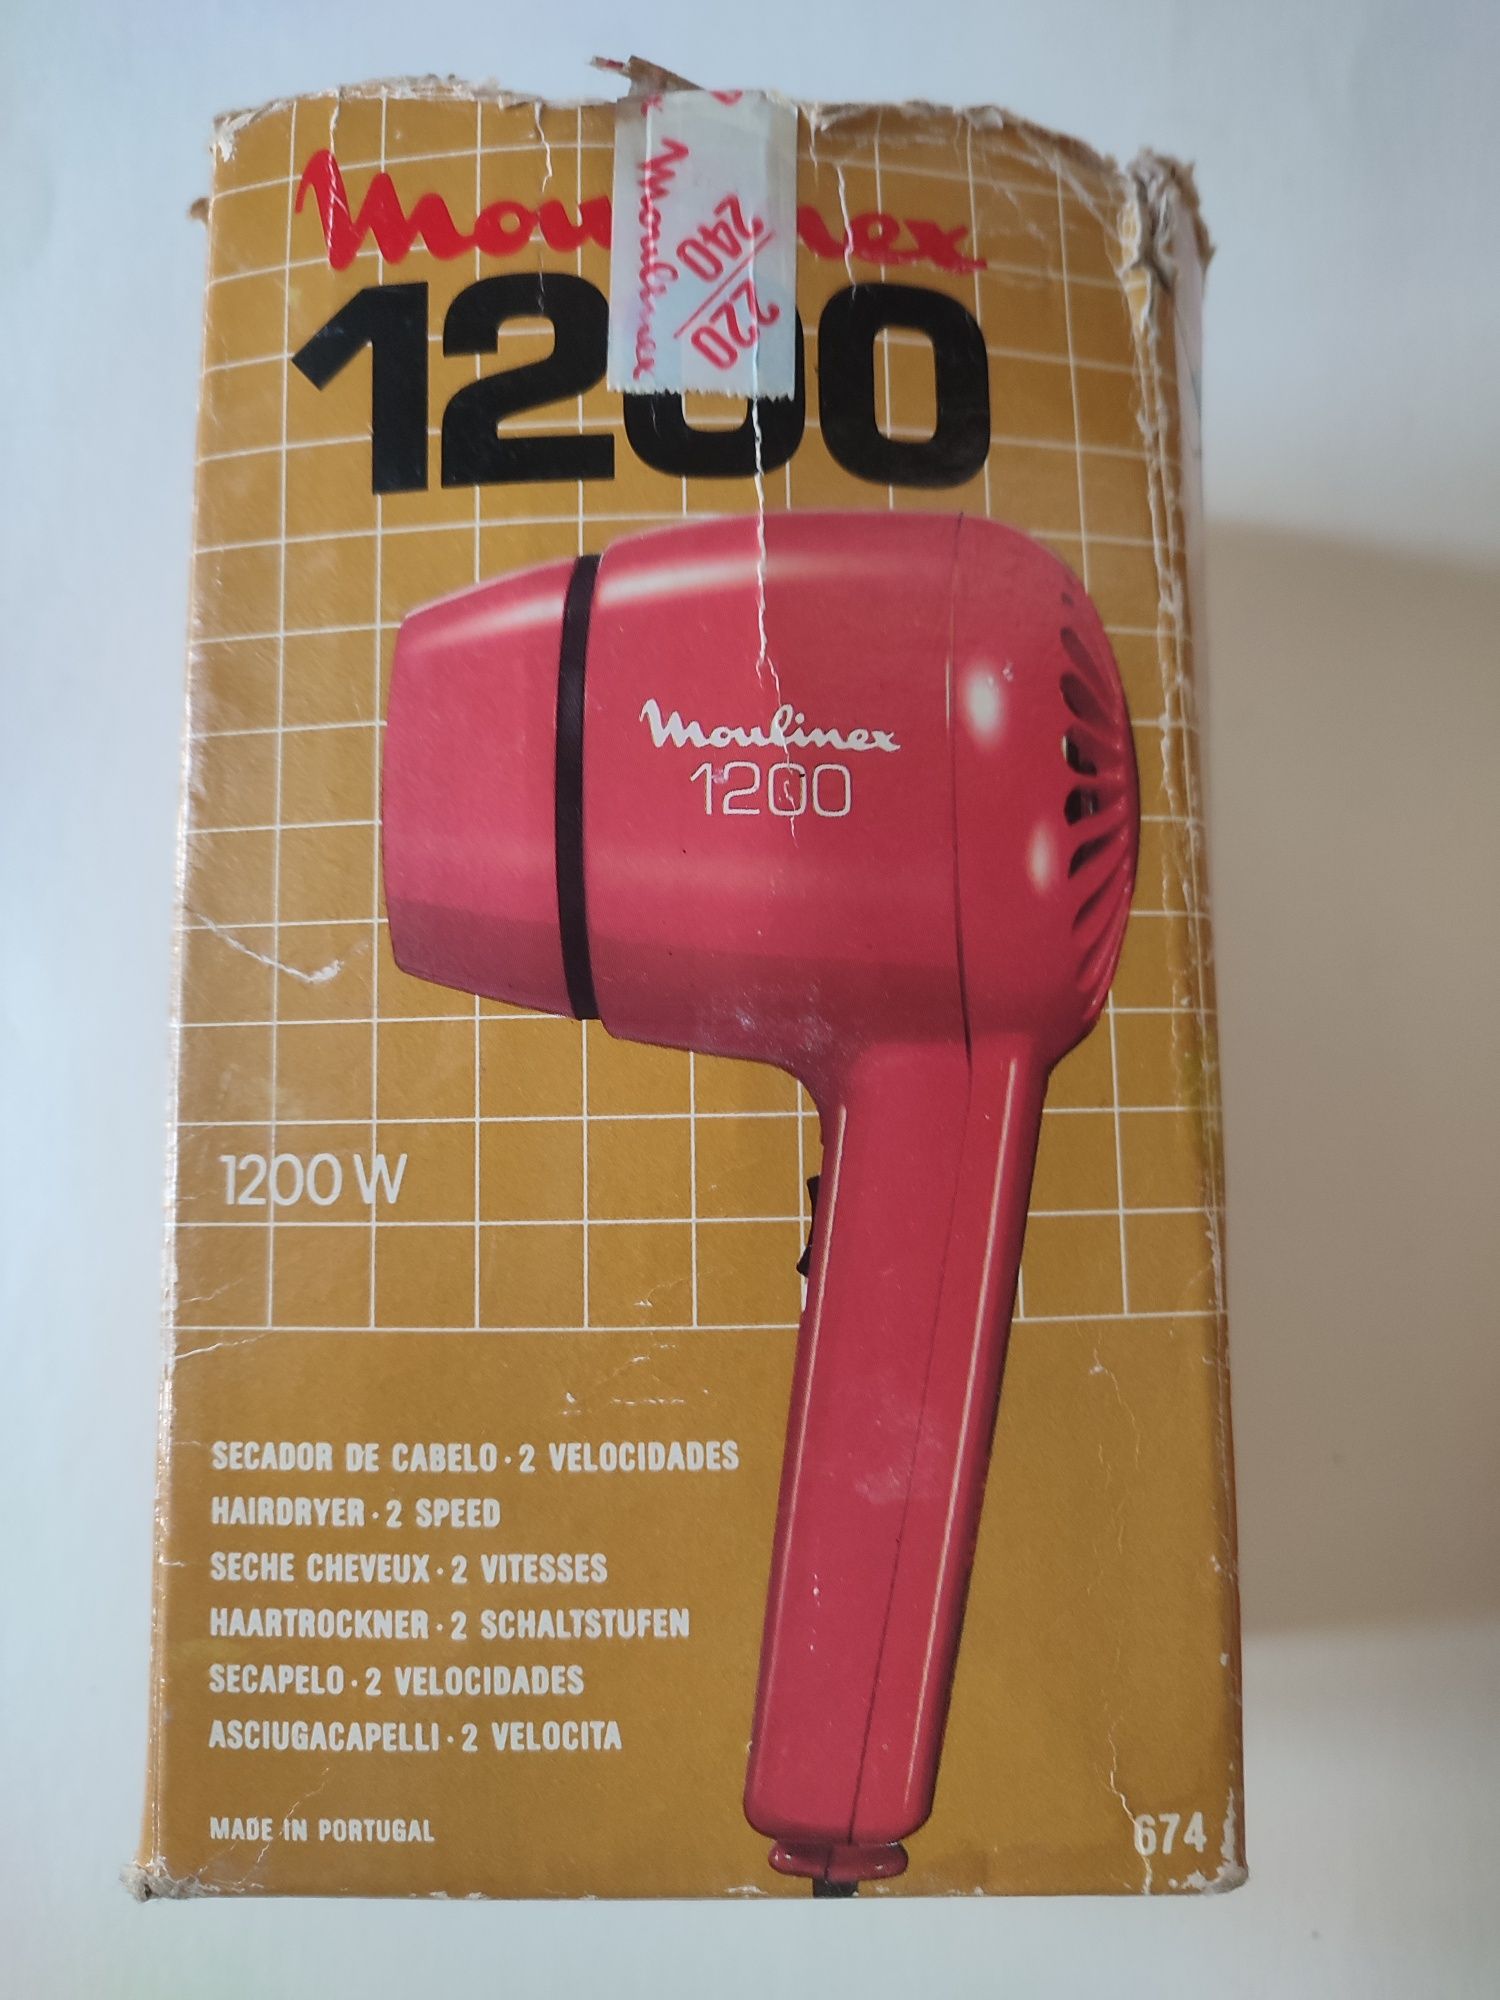 Moulinex
1200
Moulinex
220
240
Moulinex
1200
1200 W
SECADOR DE CABELO · 2 VELOCIDADES
HAIRDRYER · 2 SPEED
SECHE CHEVEUX · 2 VITESSES
HAARTROCKNER · 2 SCHALTSTUFEN
SECAPELO · 2 VELOCIDADES
ASCIUGACAPELLI · 2 VELOCITA
MADE IN PORTUGAL
674